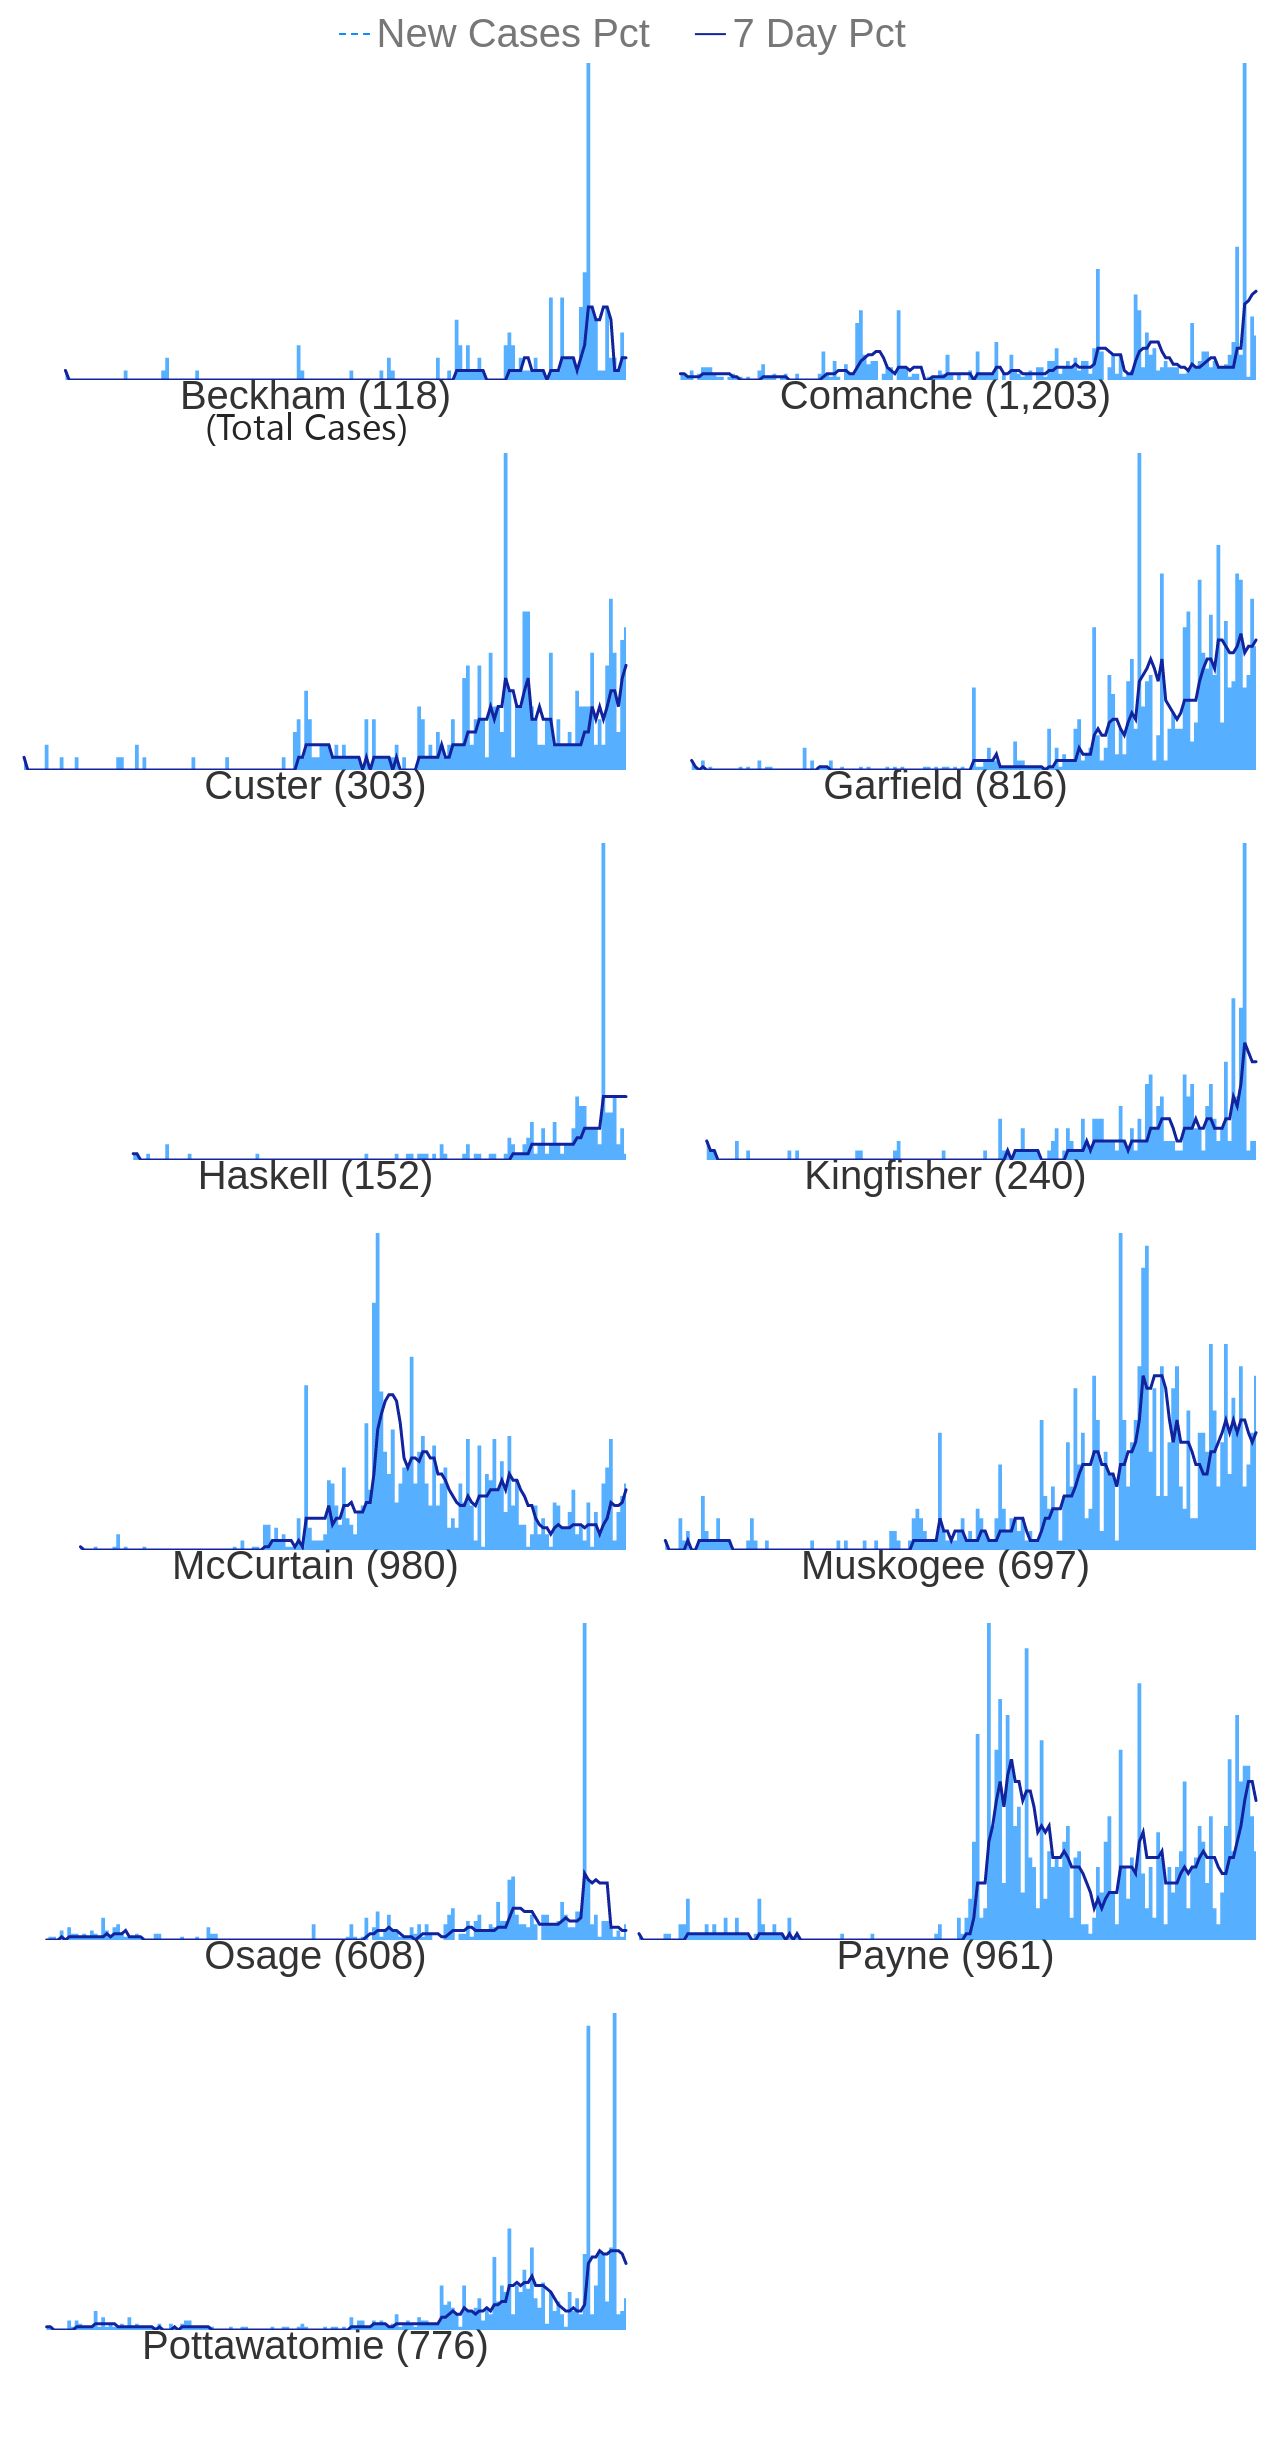 New Cases Pct 7 Day Pct
Beckham (118) Comanche (1,203)
(Total Cases)
Custer (303) Garfield (816)
Haskell (152) Kingfisher (240)
McCurtain (980) Muskogee (697)
Osage (608) Payne (961)
Pottawatomie (776)